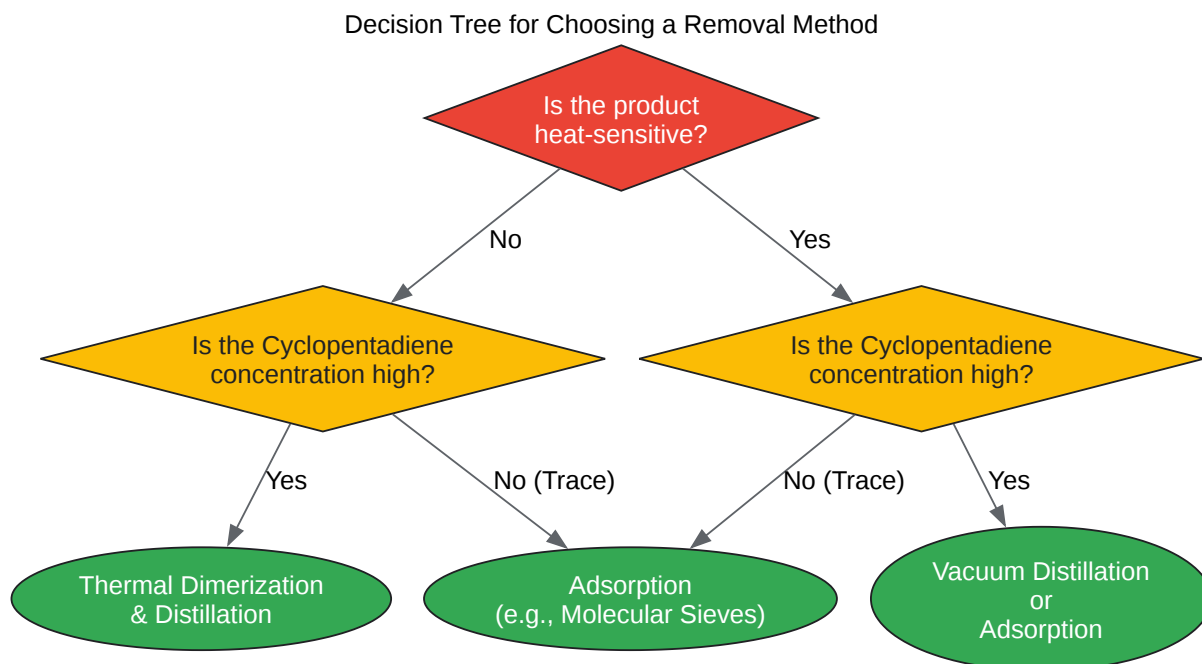 Decision Tree for Choosing a Removal Method
Is the product
heat-sensitive?
No
Yes
Is the Cyclopentadiene
concentration high?
Is the Cyclopentadiene
concentration high?
Yes
No (Trace)
No (Trace)
Yes
Thermal Dimerization
& Distillation
Adsorption
(e.g., Molecular Sieves)
Vacuum Distillation
or
Adsorption